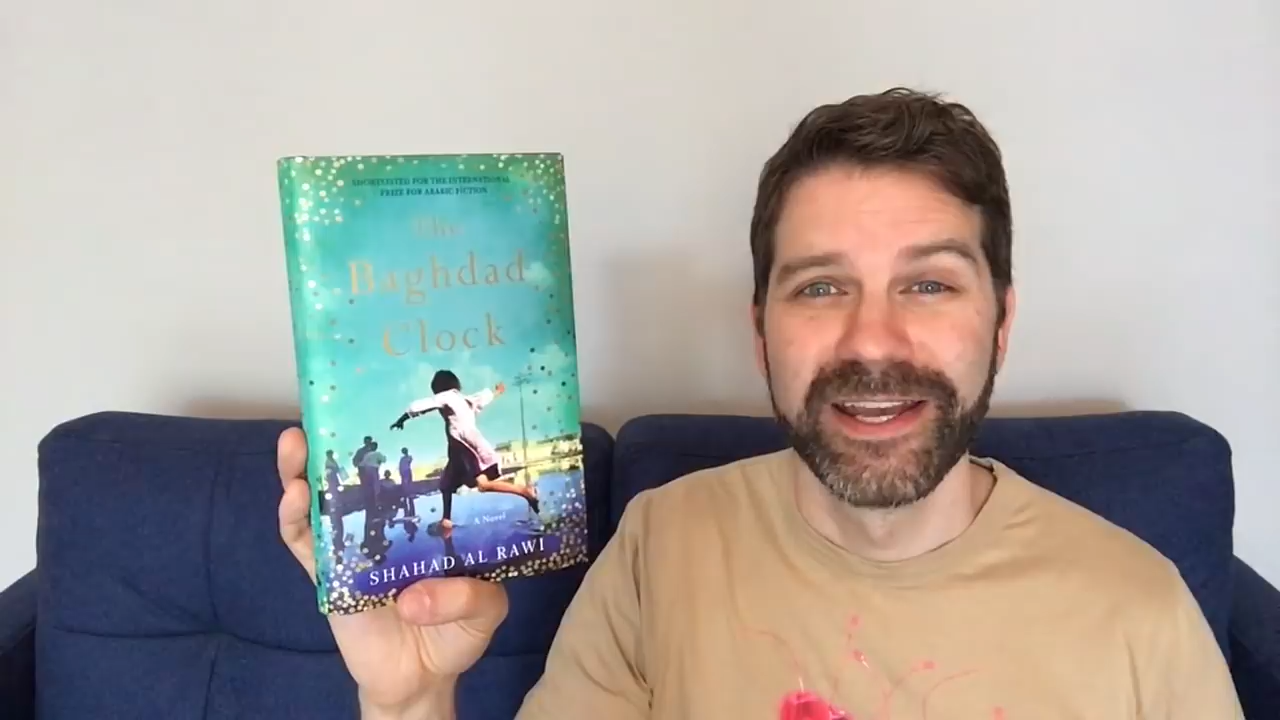 SHORTLISTED FOR THE INTERNATIONAL
PRIZE FOR ARABIC FICTION
The
Baghdad
Clock
A Novel
SHAHAD AL RAWI